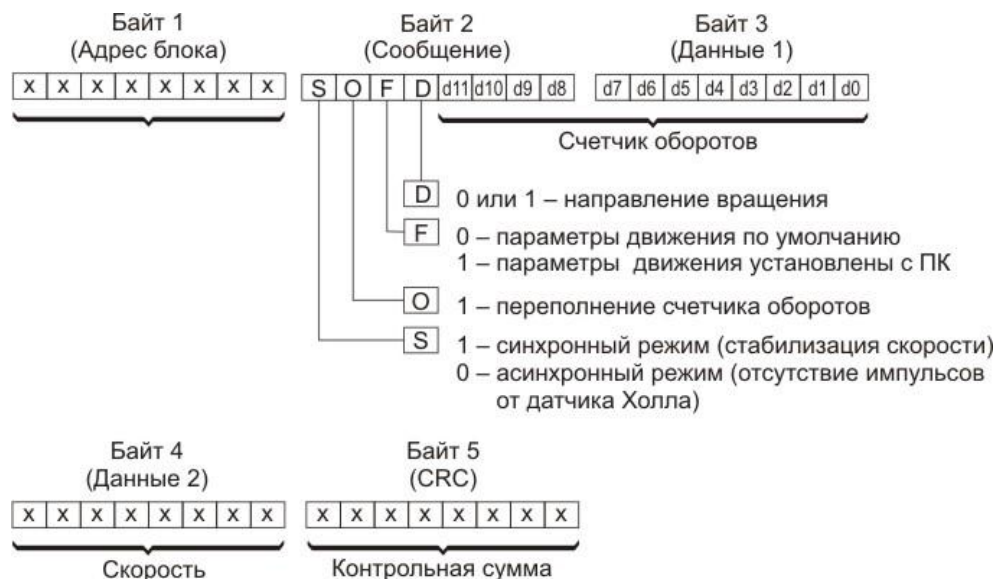 Байт 1 Байт 2 Байт 3
(Адрес блока) (Сообщение) (Данные 1)
x x x x x x x x S O F D d11 d10 d9 d8 d7 d6 d5 d4 d3 d2 d1 d0
Счетчик оборотов
D 0 или 1 – направление вращения
F 0 – параметры движения по умолчанию
1 – параметры движения установлены с ПК
O 1 – переполнение счетчика оборотов
S 1 – синхронный режим (стабилизация скорости)
0 – асинхронный режим (отсутствие импульсов
от датчика Холла)
Байт 4 Байт 5
(Данные 2) (CRC)
x x x x x x x x x x x x x x x x
Скорость Контрольная сумма